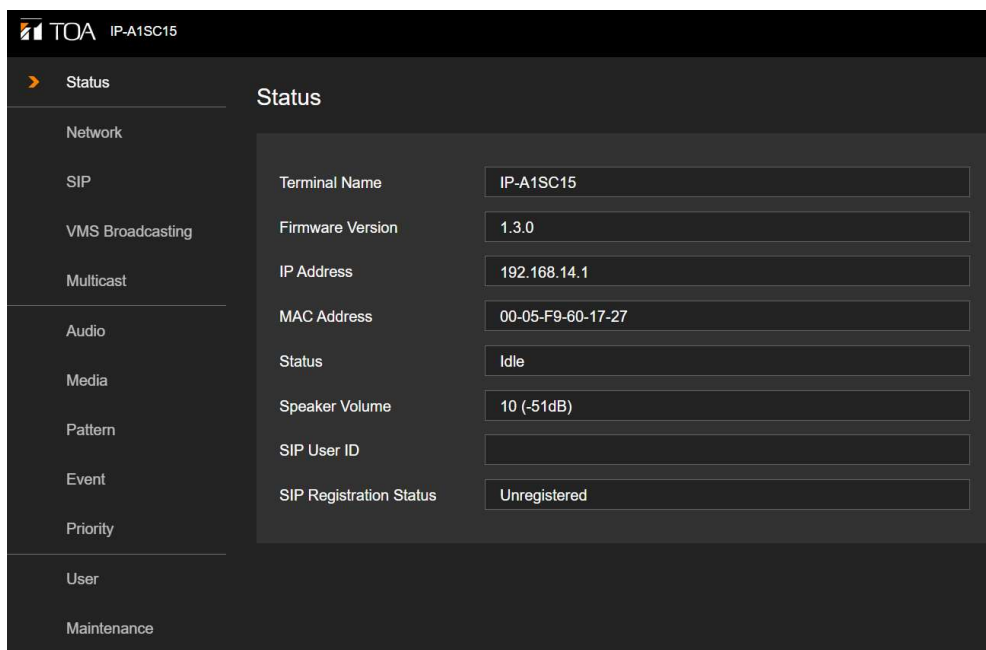 TOA IP-A1SC15
Status
Network
SIP
VMS Broadcasting
Multicast
Audio
Media
Pattern
Event
Priority
User
Maintenance
Status
Terminal Name IP-A1SC15
Firmware Version 1.3.0
IP Address 192.168.14.1
MAC Address 00-05-F9-60-17-27
Status Idle
Speaker Volume 10 (-51dB)
SIP User ID
SIP Registration Status Unregistered